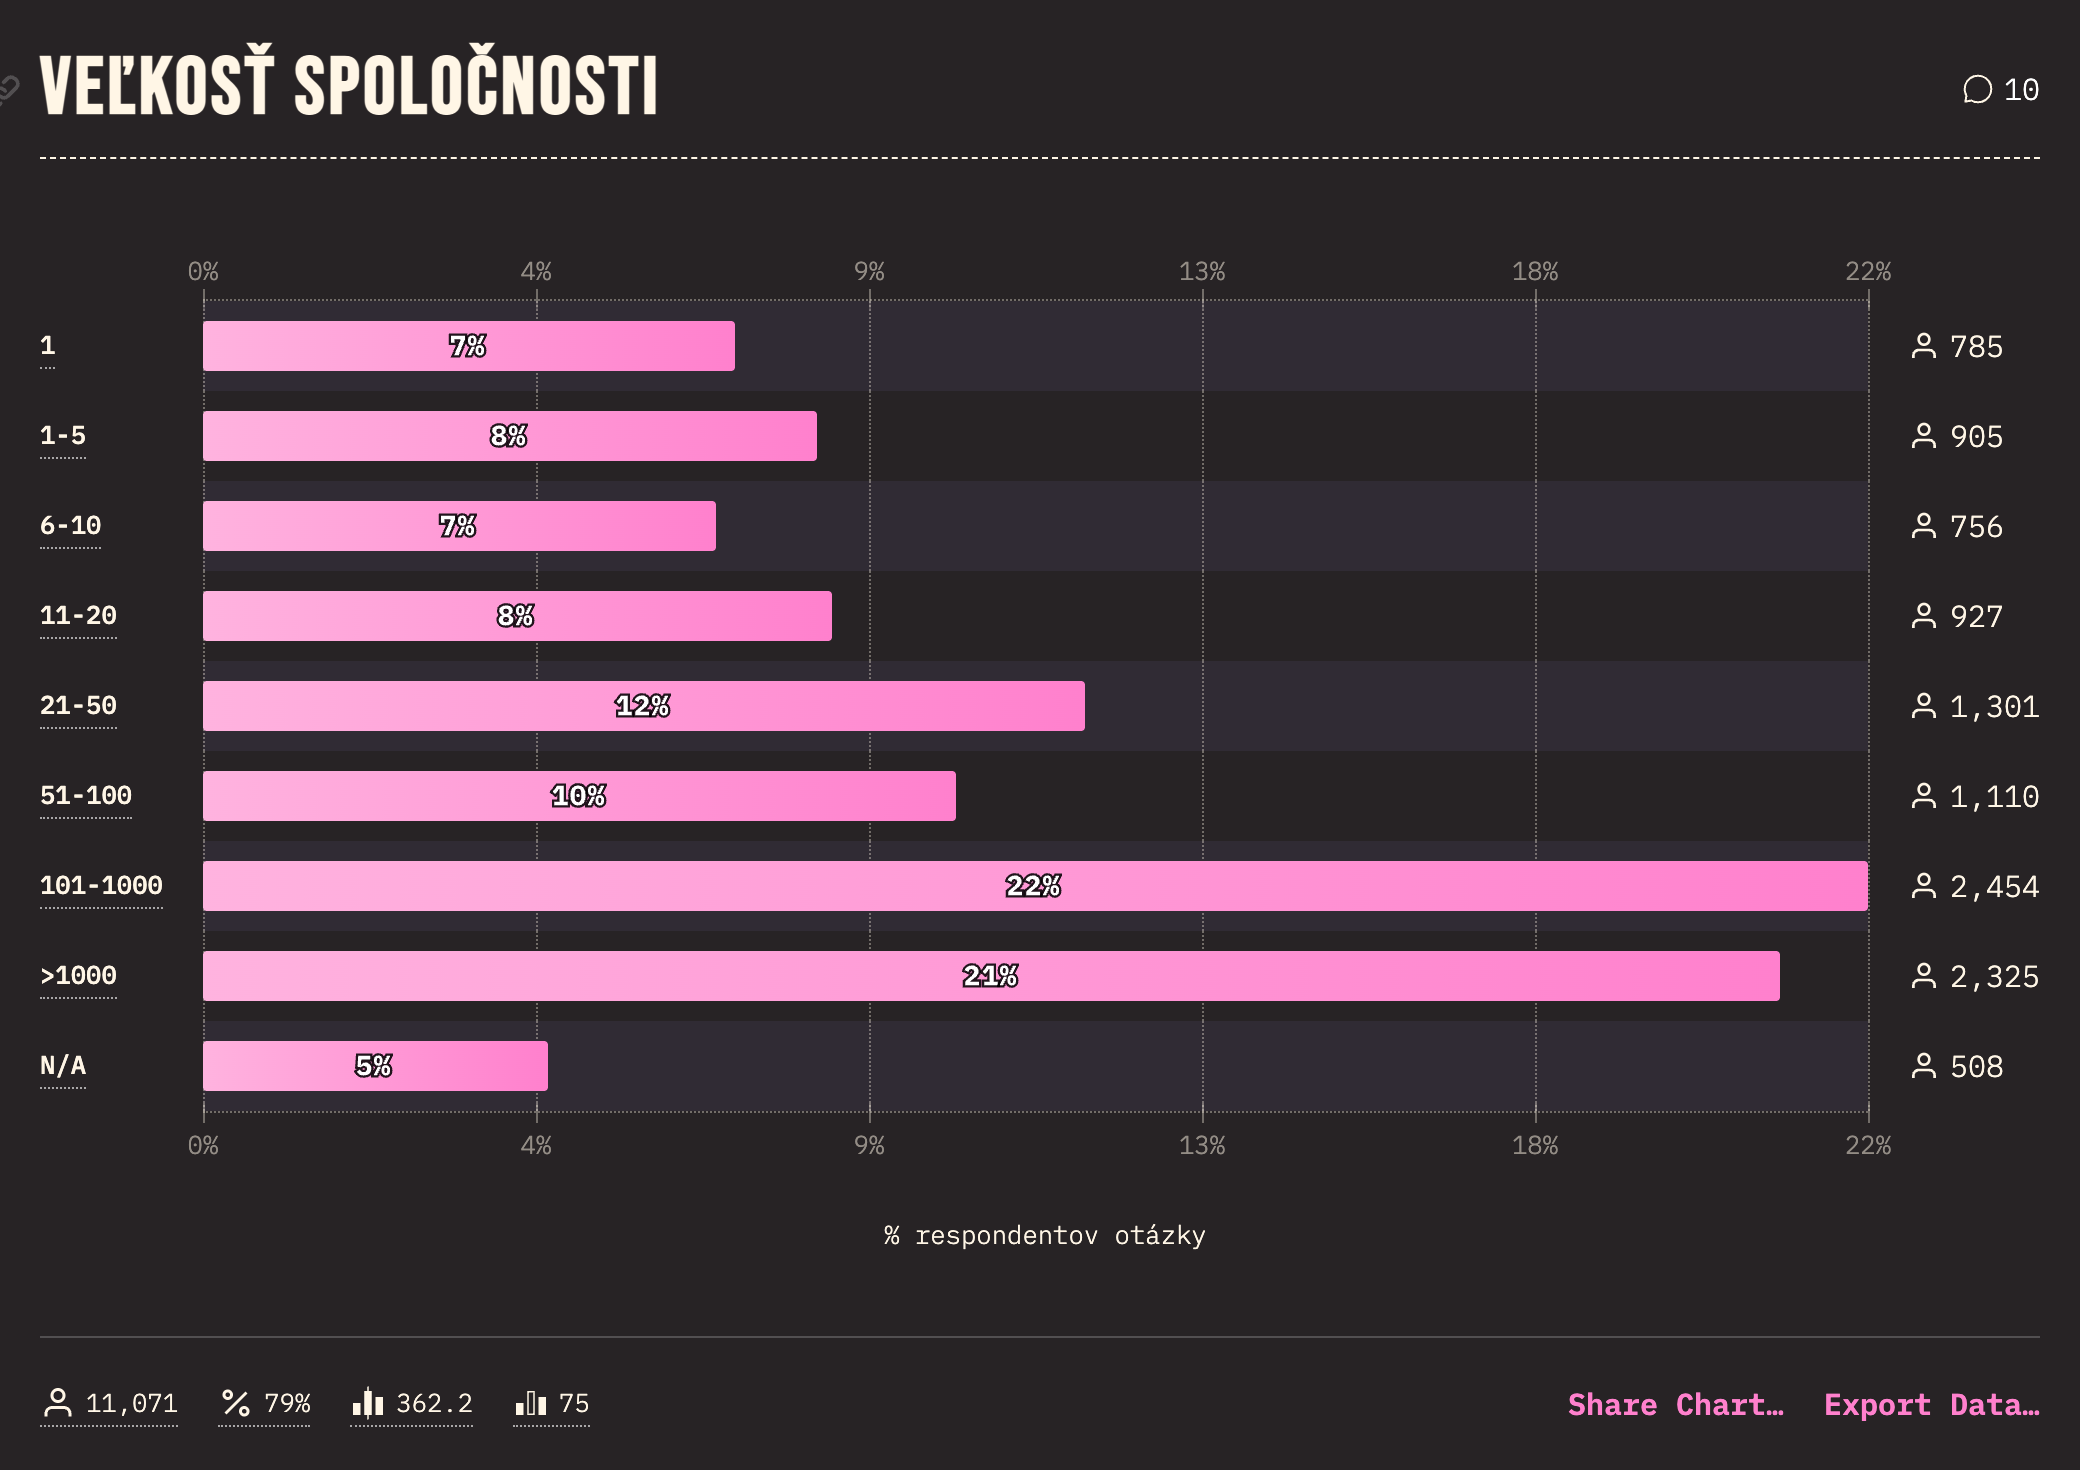 VEĽKOSŤ SPOLOČNOSTI
10
0% 4% 9% 13% 18% 22%
1 7% 785
1-5 8% 905
6-10 7% 756
11-20 8% 927
21-50 12% 1,301
51-100 10% 1,110
101-1000 22% 2,454
>1000 21% 2,325
N/A 5% 508
0% 4% 9% 13% 18% 22%
% respondentov otázky
11,071 79% 362.2 75 Share Chart… Export Data…